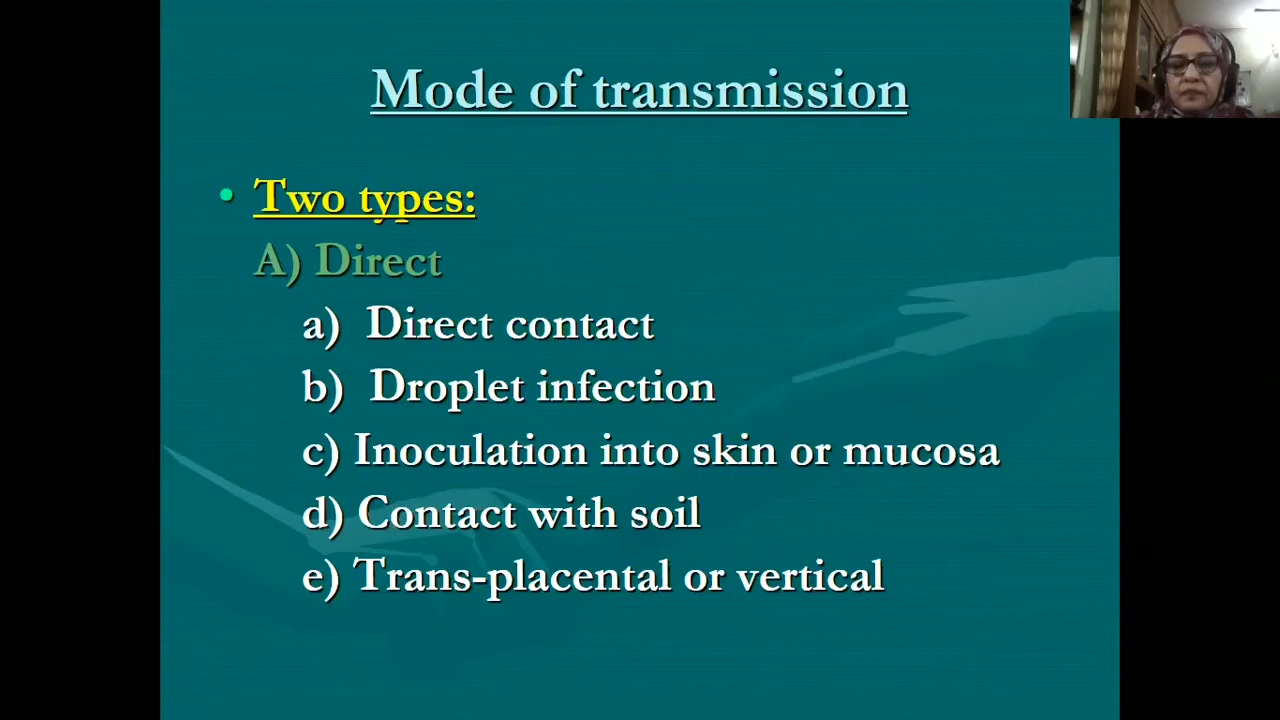 Mode of transmission
• Two types:
A) Direct
a) Direct contact
b) Droplet infection
c) Inoculation into skin or mucosa
d) Contact with soil
e) Trans-placental or vertical